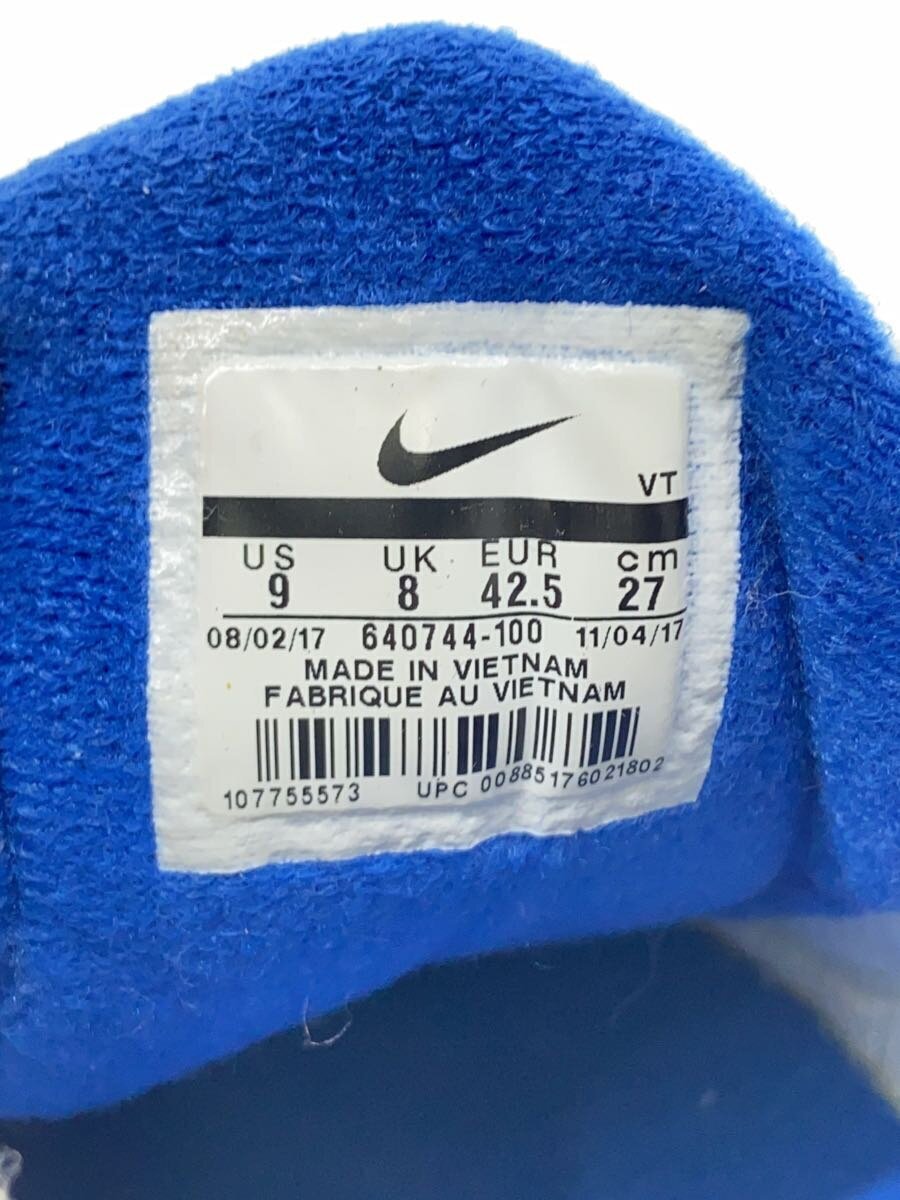 VT
US UK EUR cm
9 8 42.5 27
08/02/17 640744-100 11/04/17
MADE IN VIETNAM
FABRIQUE AU VIETNAM
107755573 UPC 00885176021802